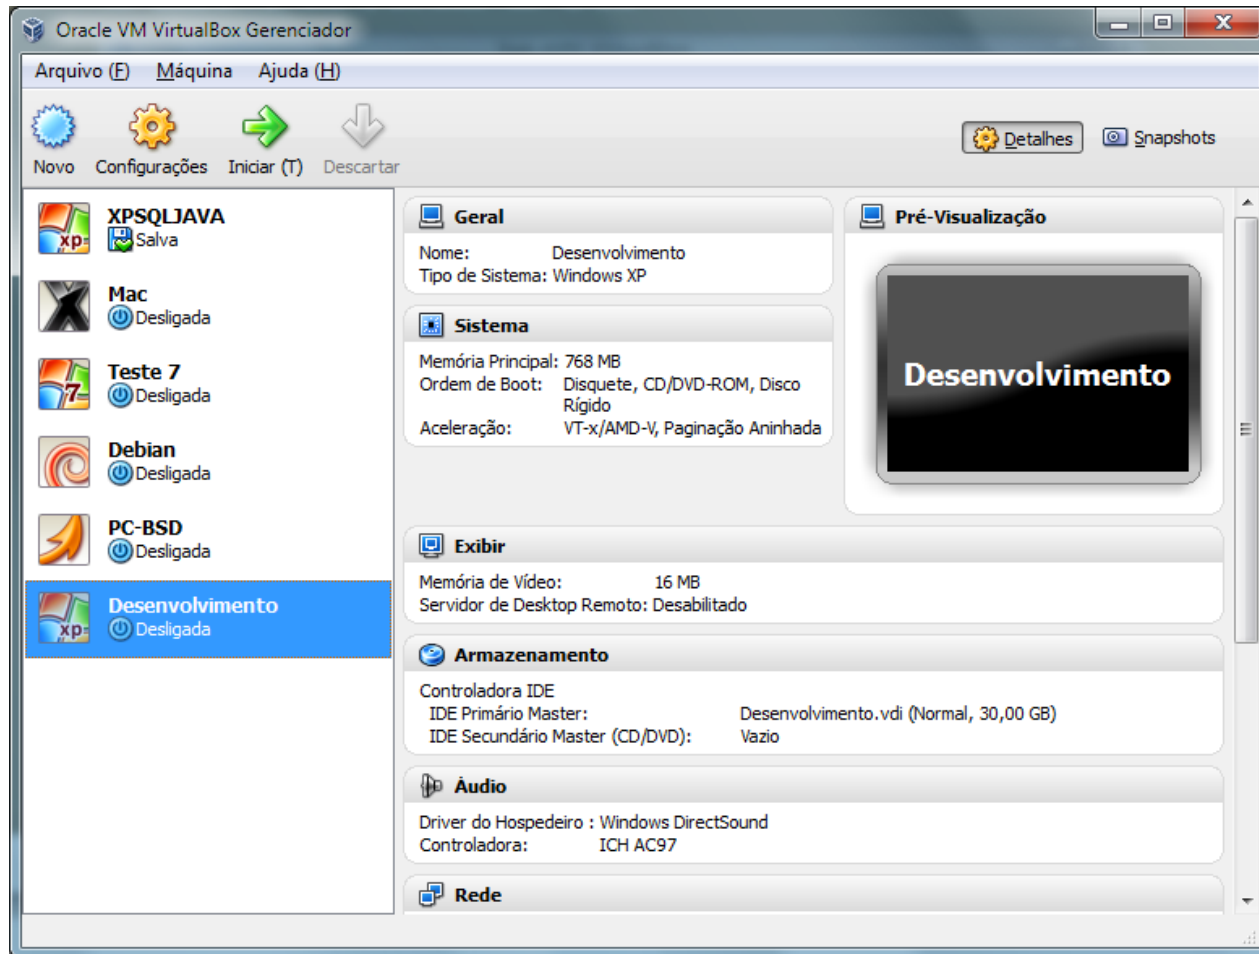 Oracle VM VirtualBox Gerenciador
Arquivo (F) Máquina Ajuda (H)
Novo Configurações Iniciar (T) Descartar
Detalhes Snapshots
XPSQLJAVA
Salva
Mac
Desligada
Teste 7
Desligada
Debian
Desligada
PC-BSD
Desligada
Desenvolvimento
Desligada
Geral
Nome: Desenvolvimento
Tipo de Sistema: Windows XP
Sistema
Memória Principal: 768 MB
Ordem de Boot: Disquete, CD/DVD-ROM, Disco
Rígido
Aceleração: VT-x/AMD-V, Paginação Aninhada
Pré-Visualização
Desenvolvimento
Exibir
Memória de Vídeo: 16 MB
Servidor de Desktop Remoto: Desabilitado
Armazenamento
Controladora IDE
IDE Primário Master: Desenvolvimento.vdi (Normal, 30,00 GB)
IDE Secundário Master (CD/DVD): Vazio
Áudio
Driver do Hospedeiro : Windows DirectSound
Controladora: ICH AC97
Rede